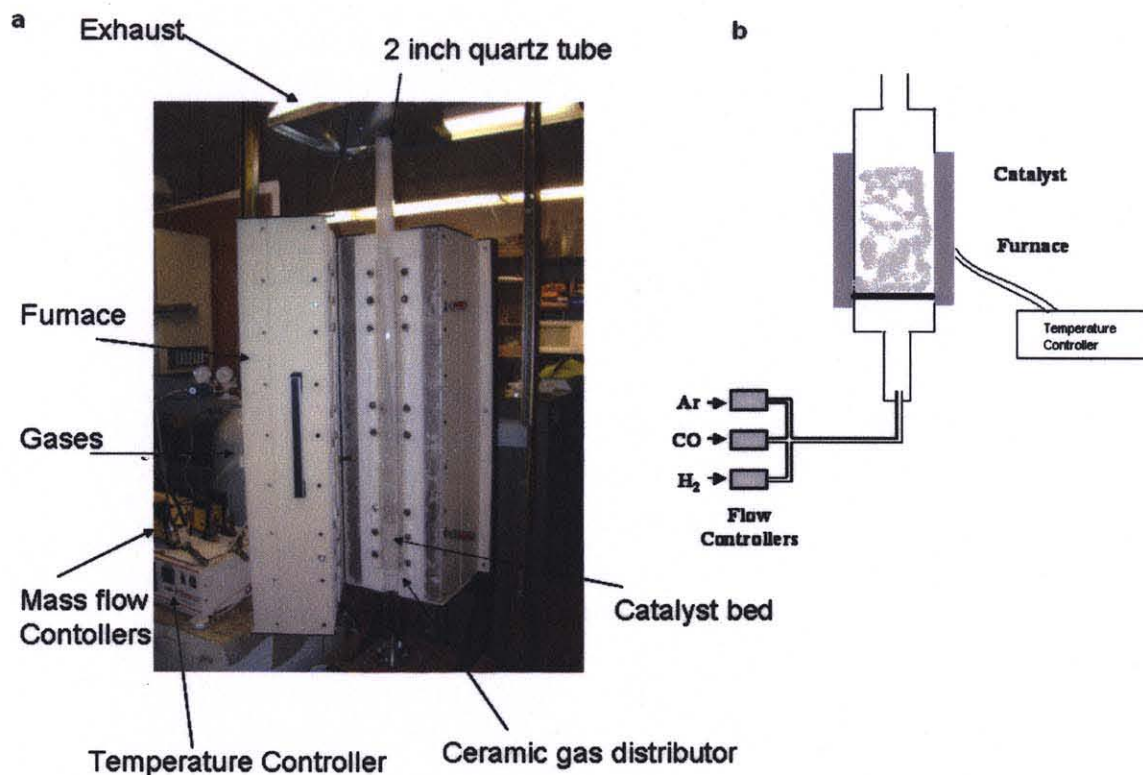 a
Exhaust
2 inch quartz tube
Furnace
Gases
Mass flow
Contollers
Temperature Controller
Ceramic gas distributor
Catalyst bed
b
Catalyst
Furnace
Temperature
Controller
Ar
CO
H₂
Flow
Controllers